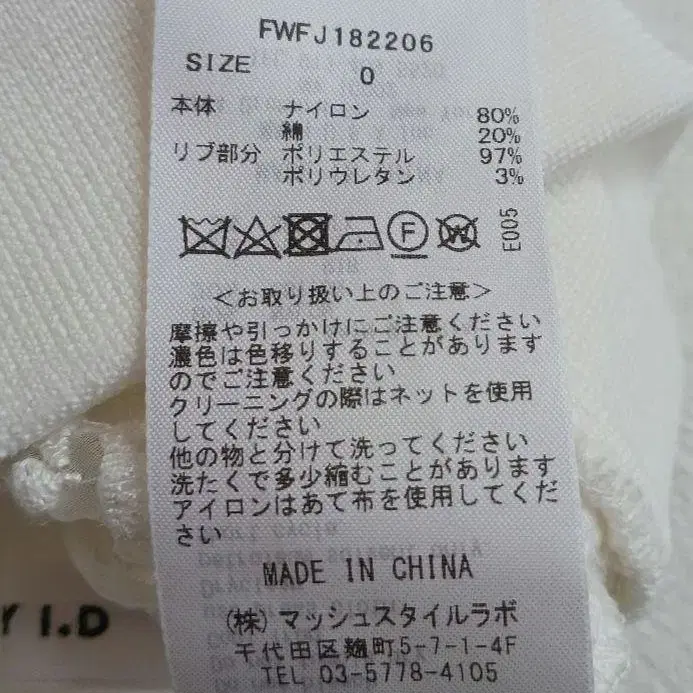 FWFJ182206
SIZE 0
本体 ナイロン 80%
綿 20%
リブ部分 ポリエステル 97%
ポリウレタン 3%
F W E005
<お取り扱い上のご注意>
摩擦や引っかけにご注意ください
濃色は色移りすることがあります
のでご注意ください
クリーニングの際はネットを使用
してください
他の物と分けて洗ってください
洗たくで多少縮むことがあります
アイロンはあて布を使用してくだ
さい
MADE IN CHINA
(株)マッシュスタイルラボ
千代田区麹町5-7-1-4F
TEL 03-5778-4105
Y I.D